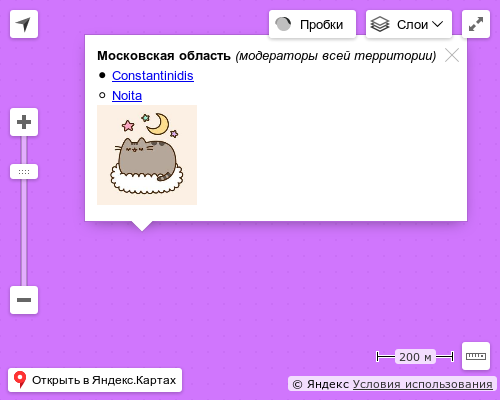 Пробки
Слои
Московская область (модераторы всей территории)
Constantinidis
Noita
200 м
Открыть в Яндекс.Картах
© Яндекс Условия использования